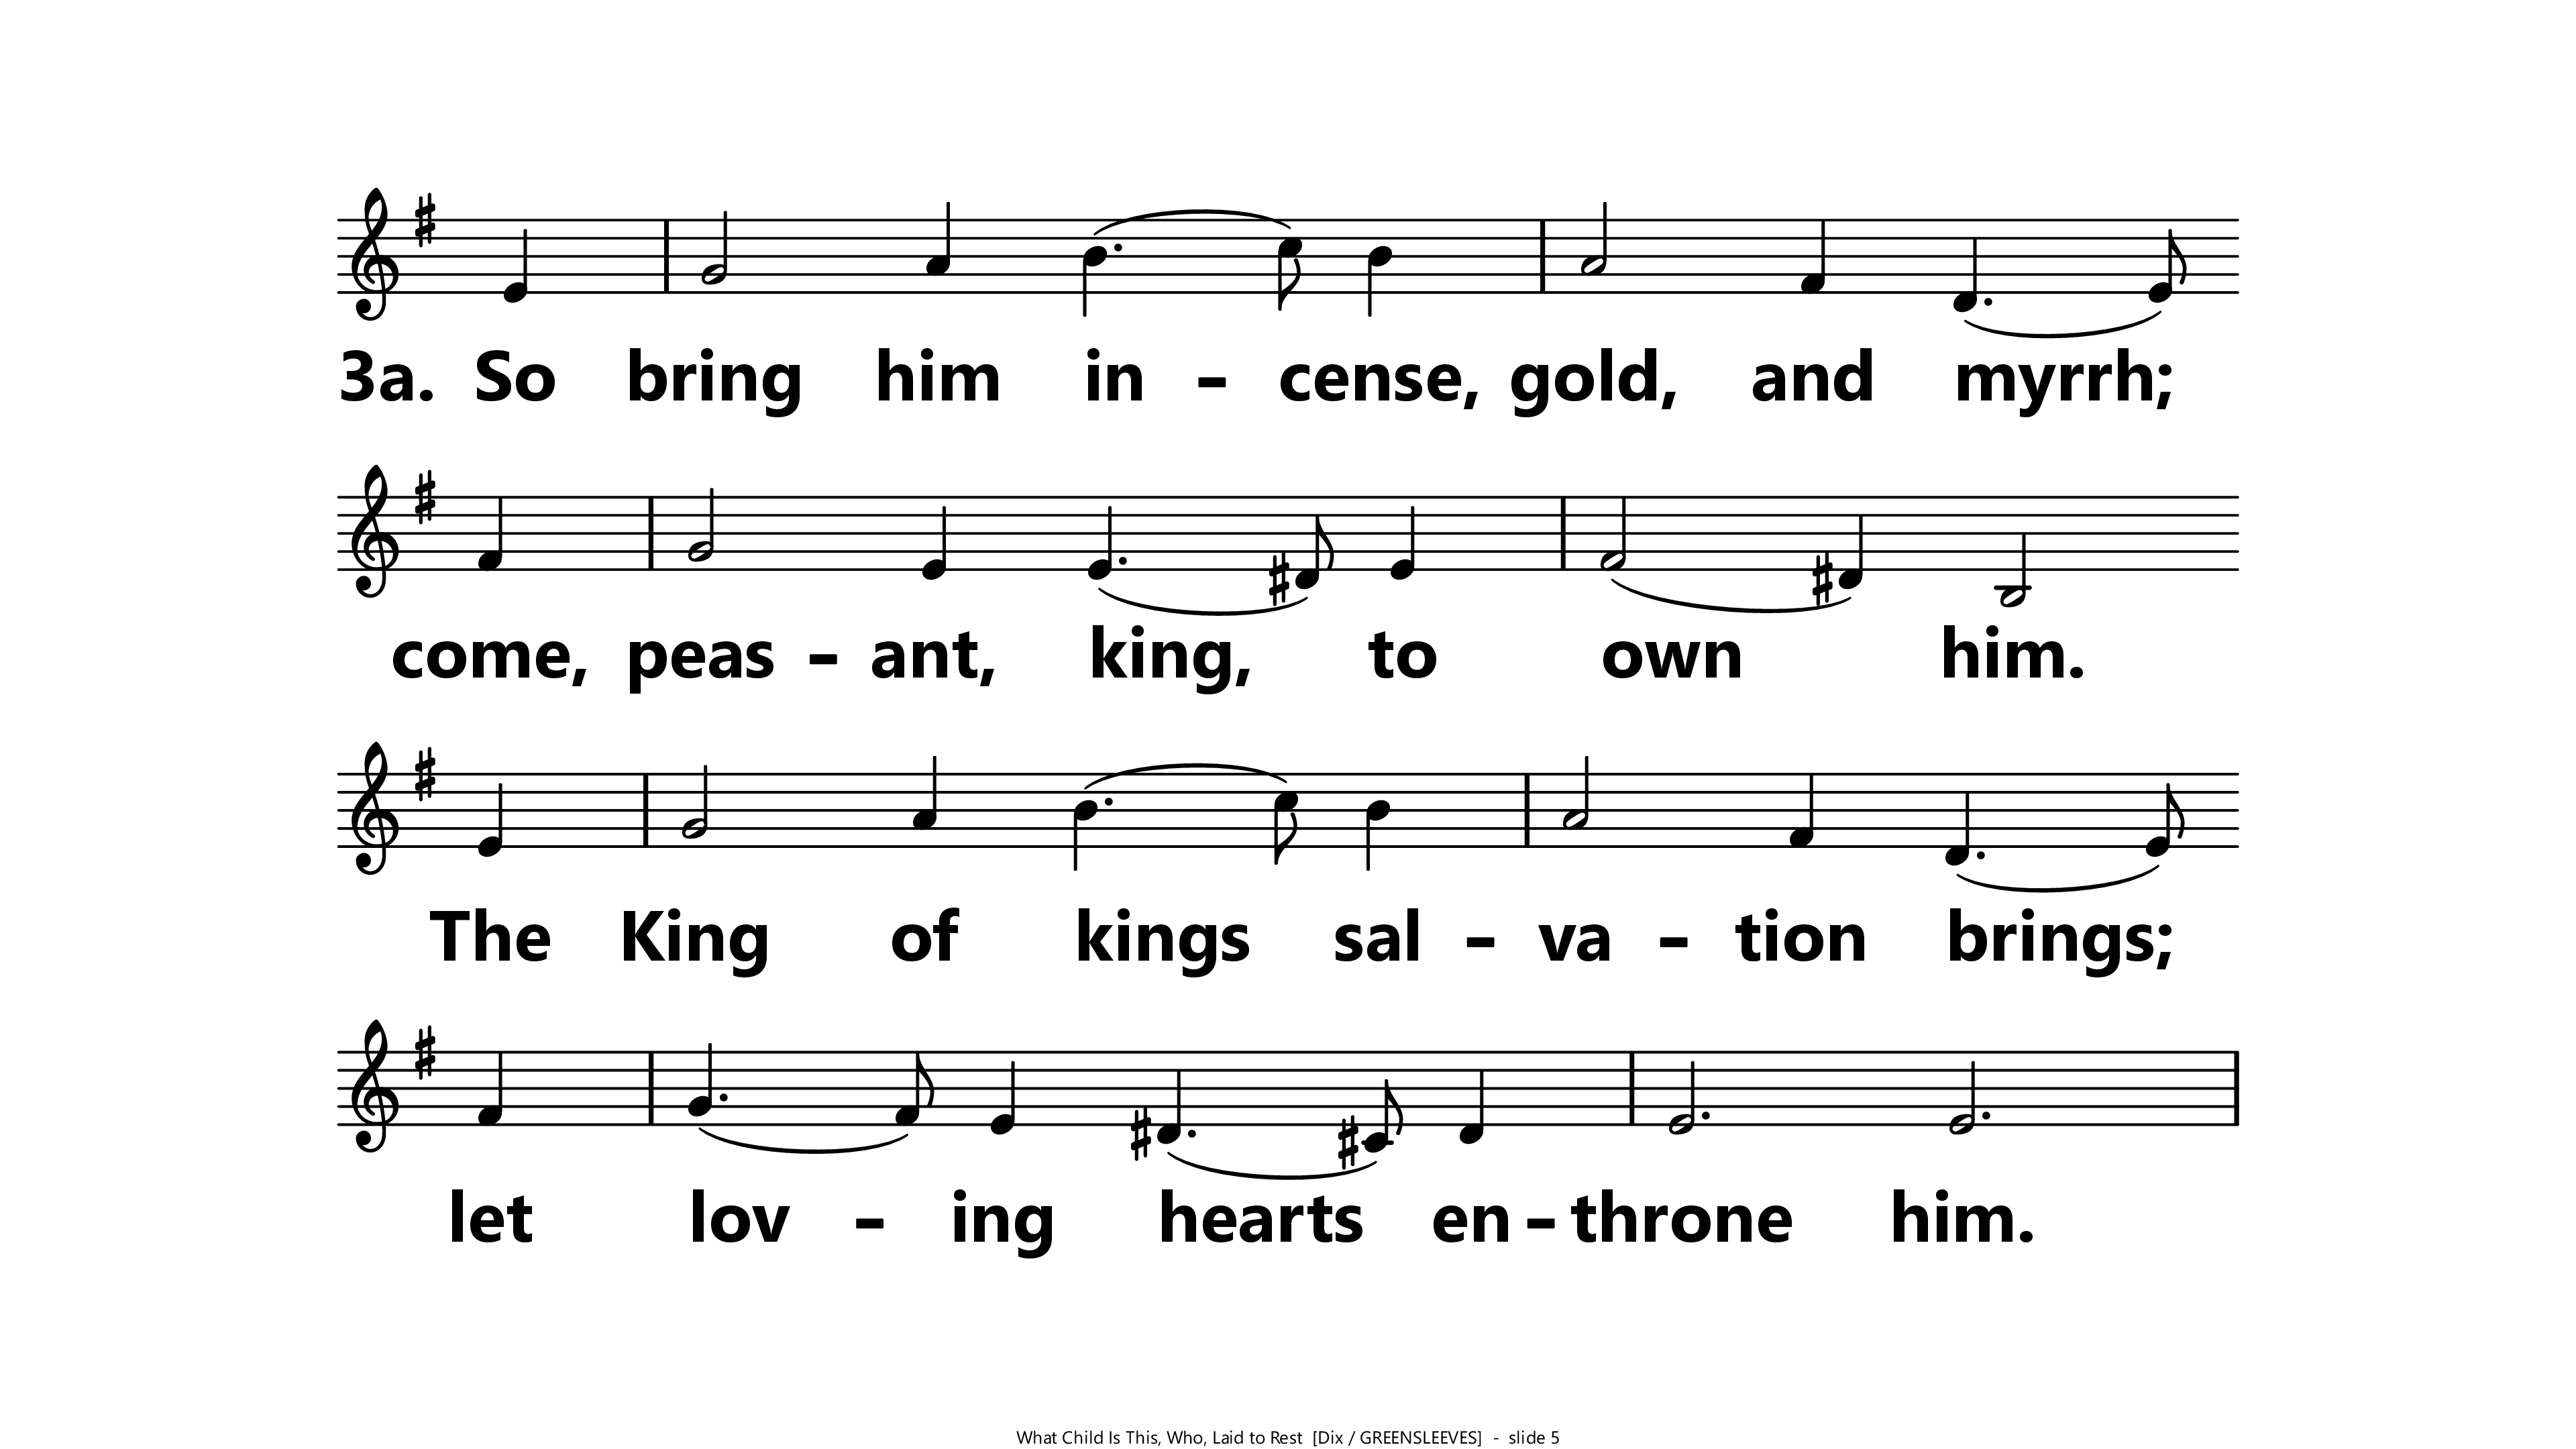 3a. So bring him in - cense, gold, and myrrh;
come, peas - ant, king, to own him.
The King of kings sal - va - tion brings;
let lov - ing hearts en - throne him.
What Child Is This, Who, Laid to Rest [Dix / GREENSLEEVES] - slide 5